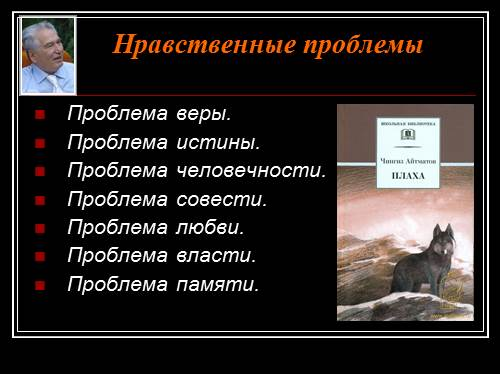 Нравственные проблемы
Проблема веры.
Проблема истины.
Проблема человечности.
Проблема совести.
Проблема любви.
Проблема власти.
Проблема памяти.
ШКОЛЬНАЯ БИБЛИОТЕКА
Чингиз Айтматов
ПЛАХА